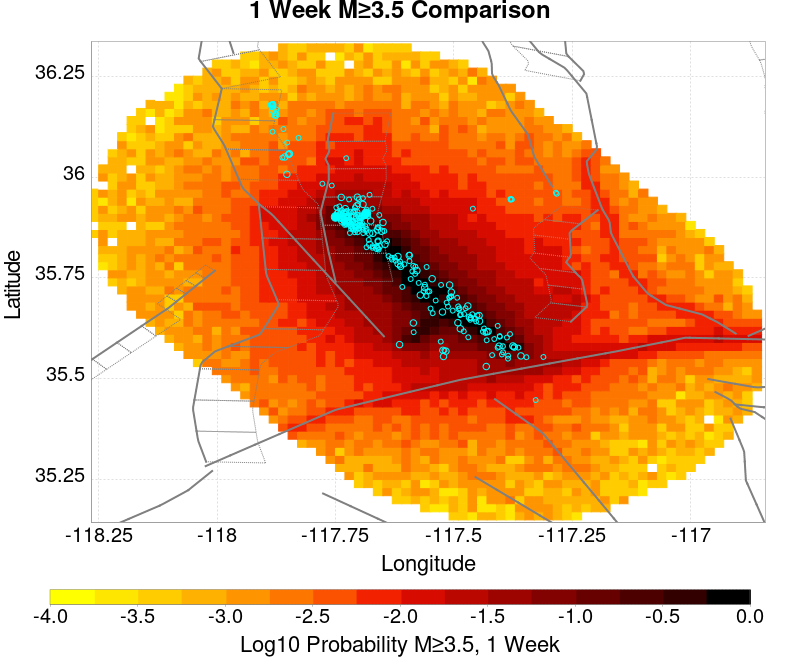 1 Week M≥3.5 Comparison
36.25
36
35.75
35.5
35.25
Latitude
-118.25 -118 -117.75 -117.5 -117.25 -117
Longitude
-4.0 -3.5 -3.0 -2.5 -2.0 -1.5 -1.0 -0.5 0.0
Log10 Probability M≥3.5, 1 Week